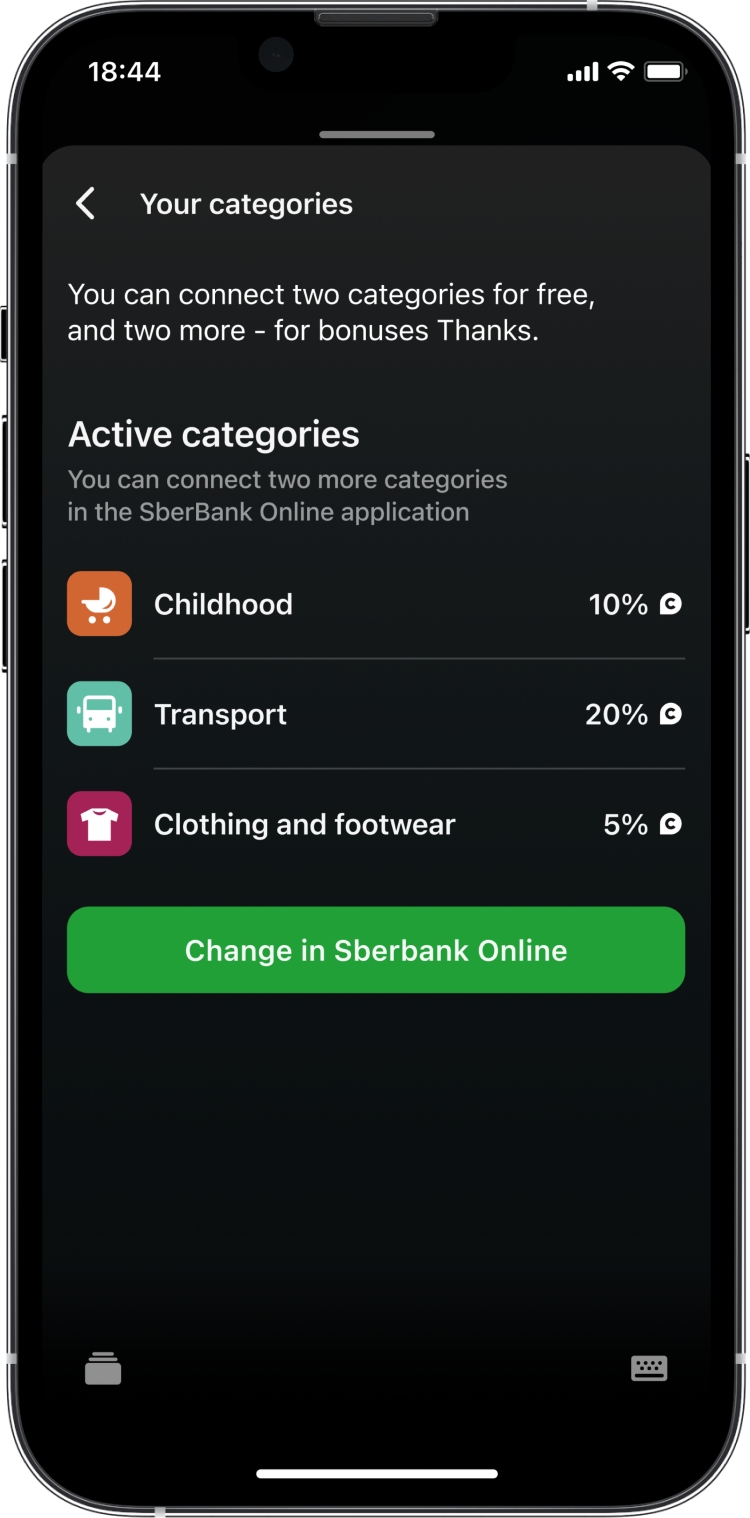 18:44
Your categories
You can connect two categories for free,
and two more - for bonuses Thanks.
Active categories
You can connect two more categories
in the SberBank Online application
Childhood 10%
Transport 20%
Clothing and footwear 5%
Change in Sberbank Online